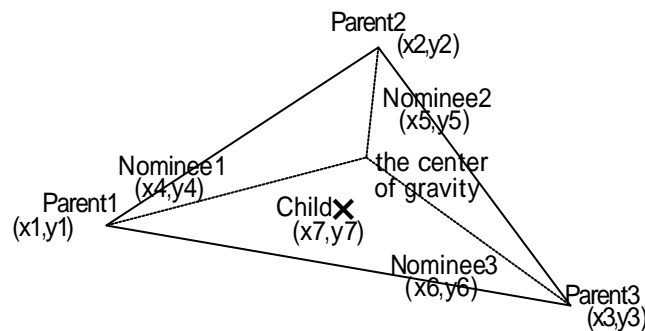 Parent2
(x2,y2)
Nominee2
(x5,y5)
Nominee1
(x4,y4)
the center
of gravity
Parent1
(x1,y1)
Child
(x7,y7)
Nominee3
(x6,y6)
Parent3
(x3,y3)